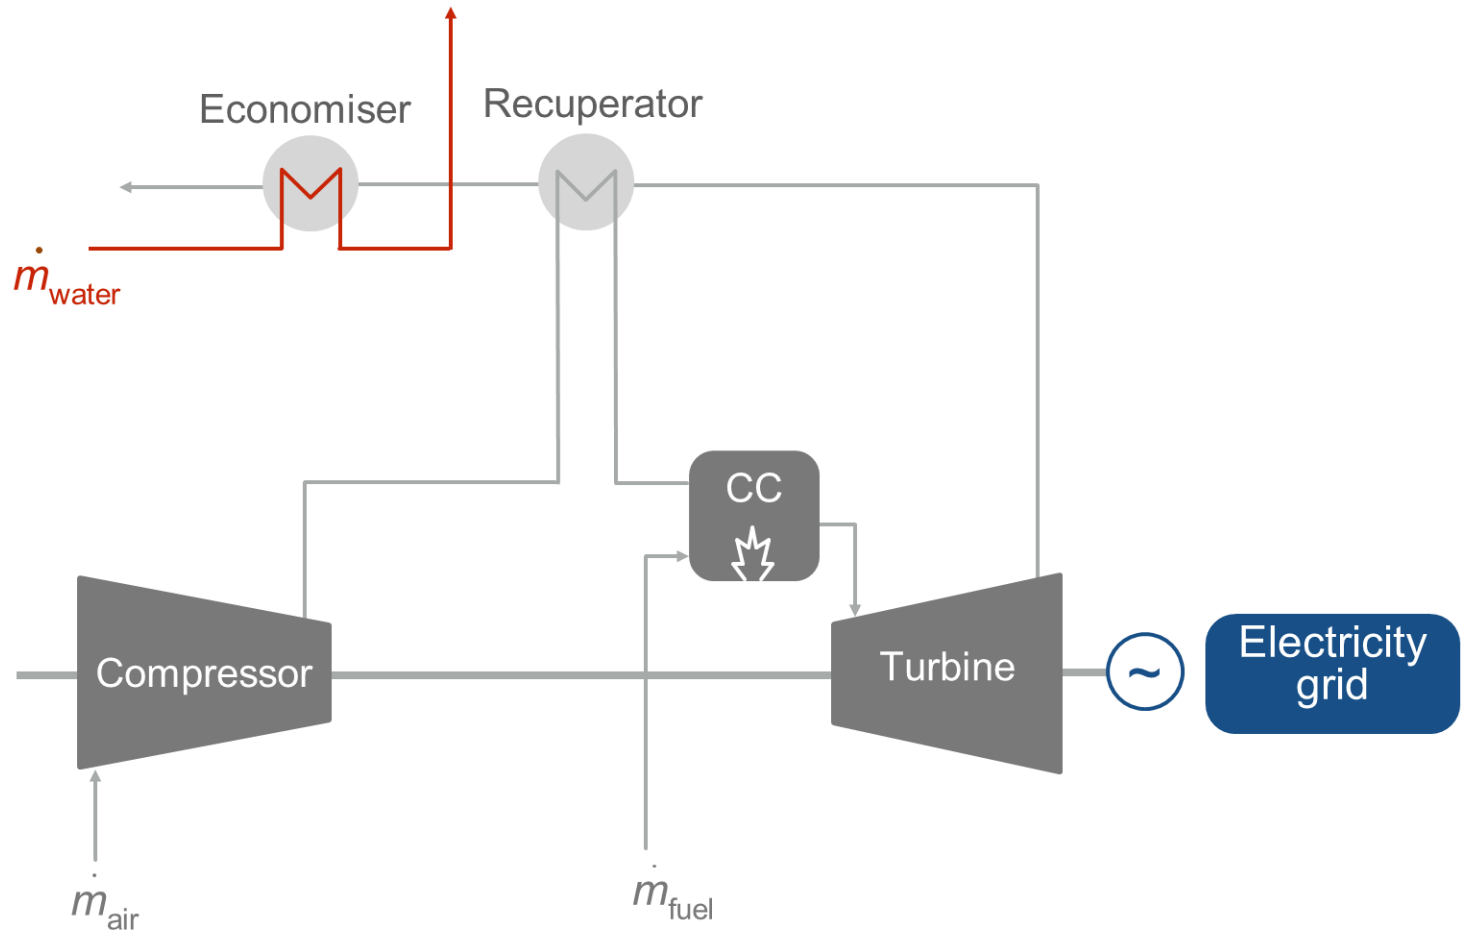 Economiser
Recuperator
ṁwater
CC
Compressor
Turbine
~
Electricity
grid
ṁair
ṁfuel